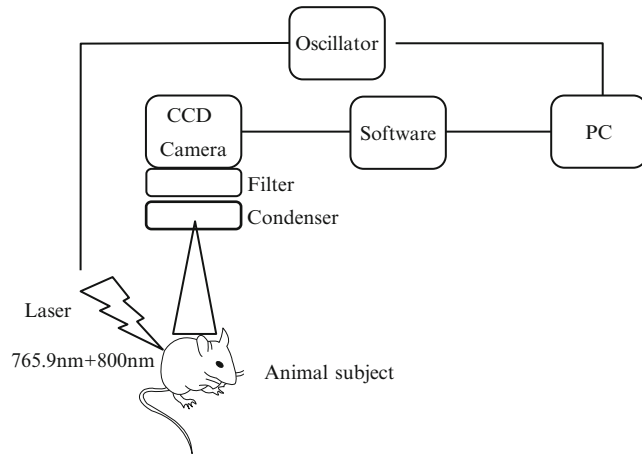 Oscillator
CCD
Camera
Software
PC
Filter
Condenser
Laser
765.9nm+800nm
Animal subject